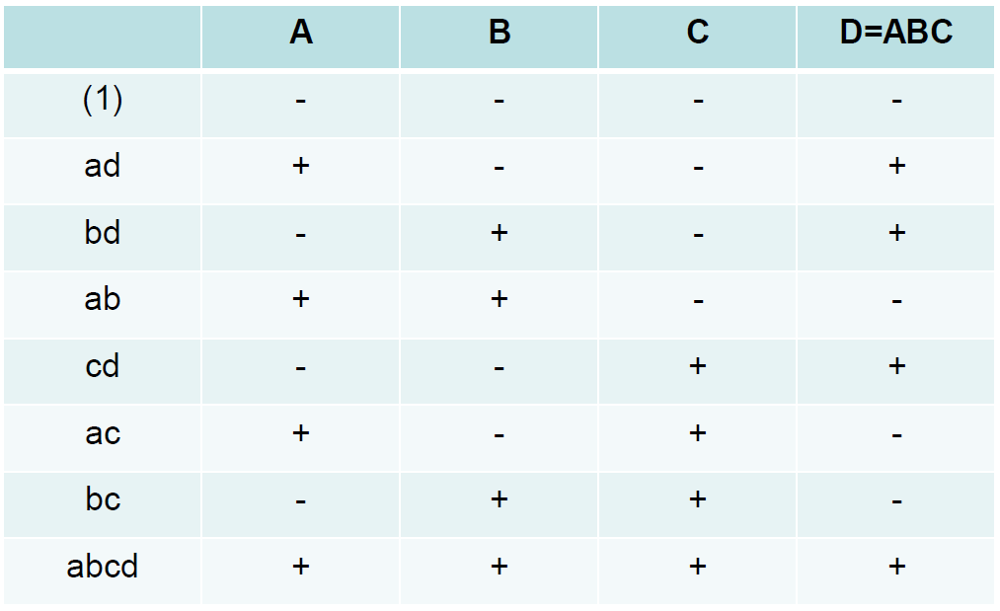 A B C D=ABC
(1) - - - -
ad + - - +
bd - + - +
ab + + - -
cd - - + +
ac + - + -
bc - + + -
abcd + + + +